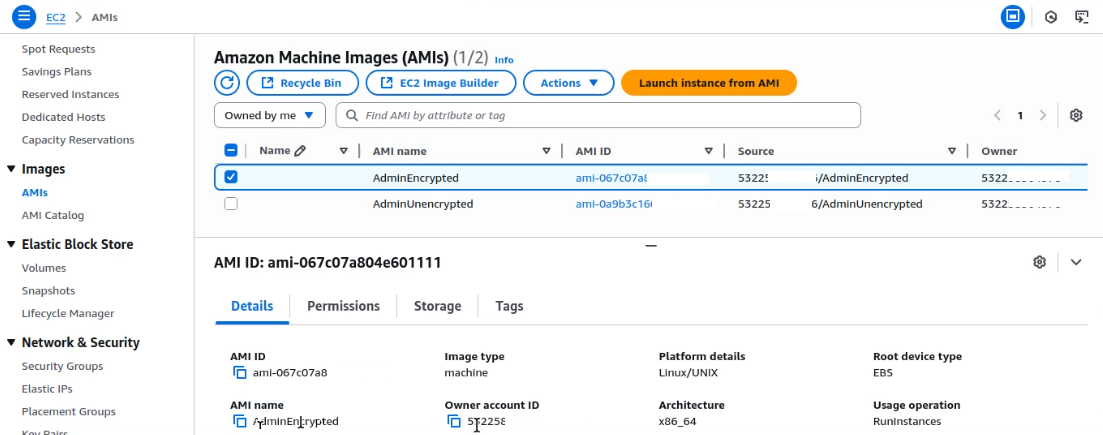 EC2 > AMIs
Spot Requests
Savings Plans
Reserved Instances
Dedicated Hosts
Capacity Reservations
Images
AMIs
AMI Catalog
Elastic Block Store
Volumes
Snapshots
Lifecycle Manager
Network & Security
Security Groups
Elastic IPs
Placement Groups
Key Pairs
Amazon Machine Images (AMIs) (1/2) Info
Recycle Bin EC2 Image Builder Actions Launch instance from AMI
Owned by me Find AMI by attribute or tag 1
Name AMI name AMI ID Source Owner
AdminEncrypted ami-067c07a8 53225 /AdminEncrypted 5322
AdminUnencrypted ami-0a9b3c16 53225 6/AdminUnencrypted 5322
AMI ID: ami-067c07a804e601111
Details Permissions Storage Tags
AMI ID Image type Platform details Root device type
ami-067c07a8 machine Linux/UNIX EBS
AMI name Owner account ID Architecture Usage operation
AdminEncrypted 532258 x86_64 RunInstances